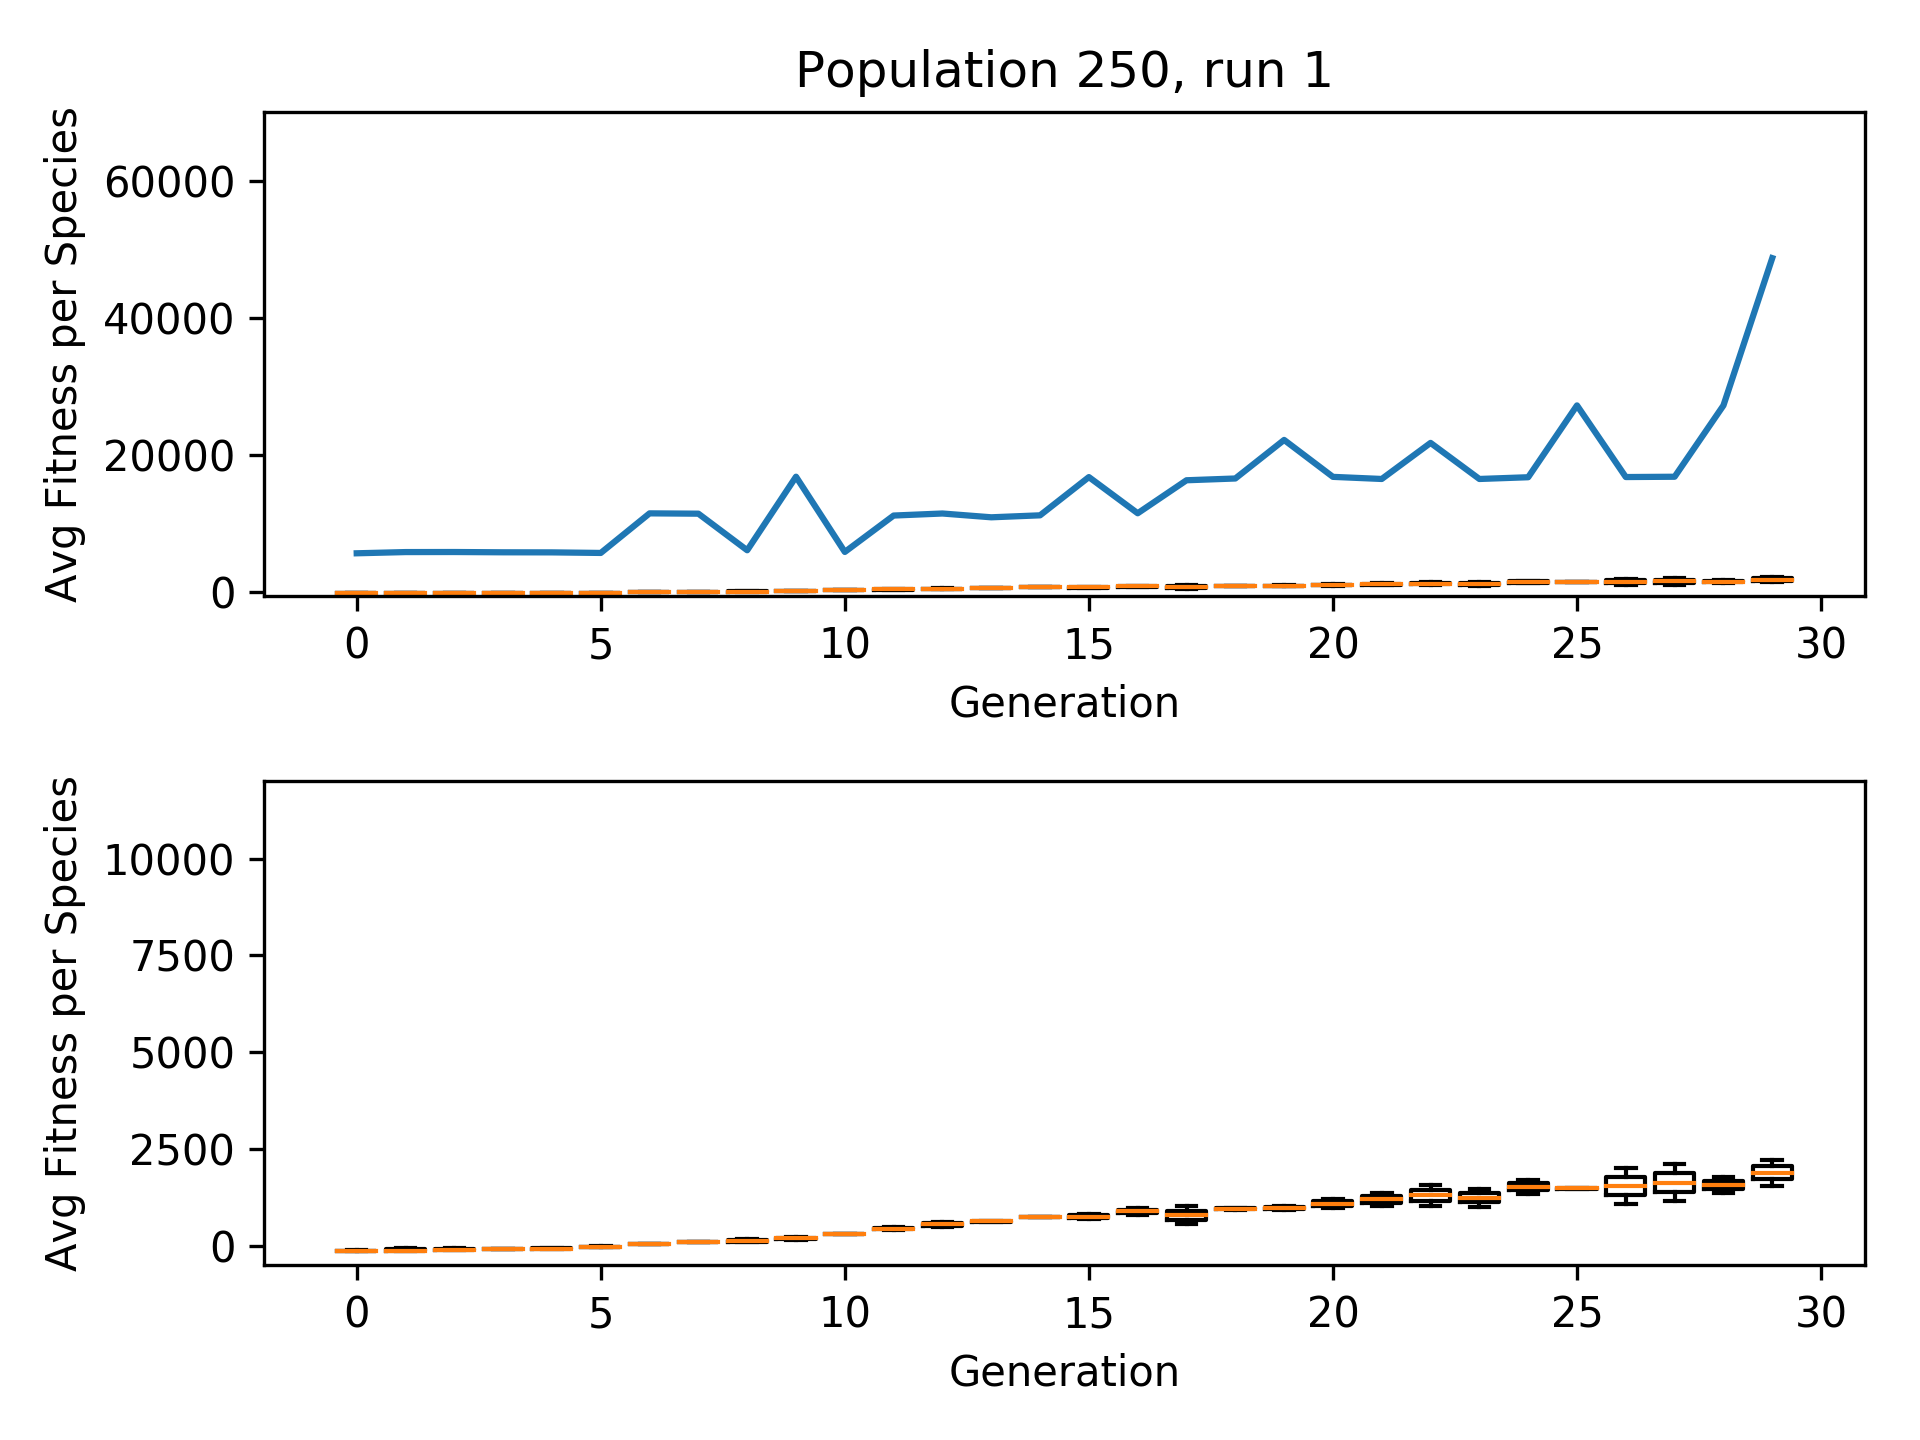 Population 250, run 1
Avg Fitness per Species
60000
40000
20000
0
0 5 10 15 20 25 30
Generation
Avg Fitness per Species
10000
7500
5000
2500
0
0 5 10 15 20 25 30
Generation